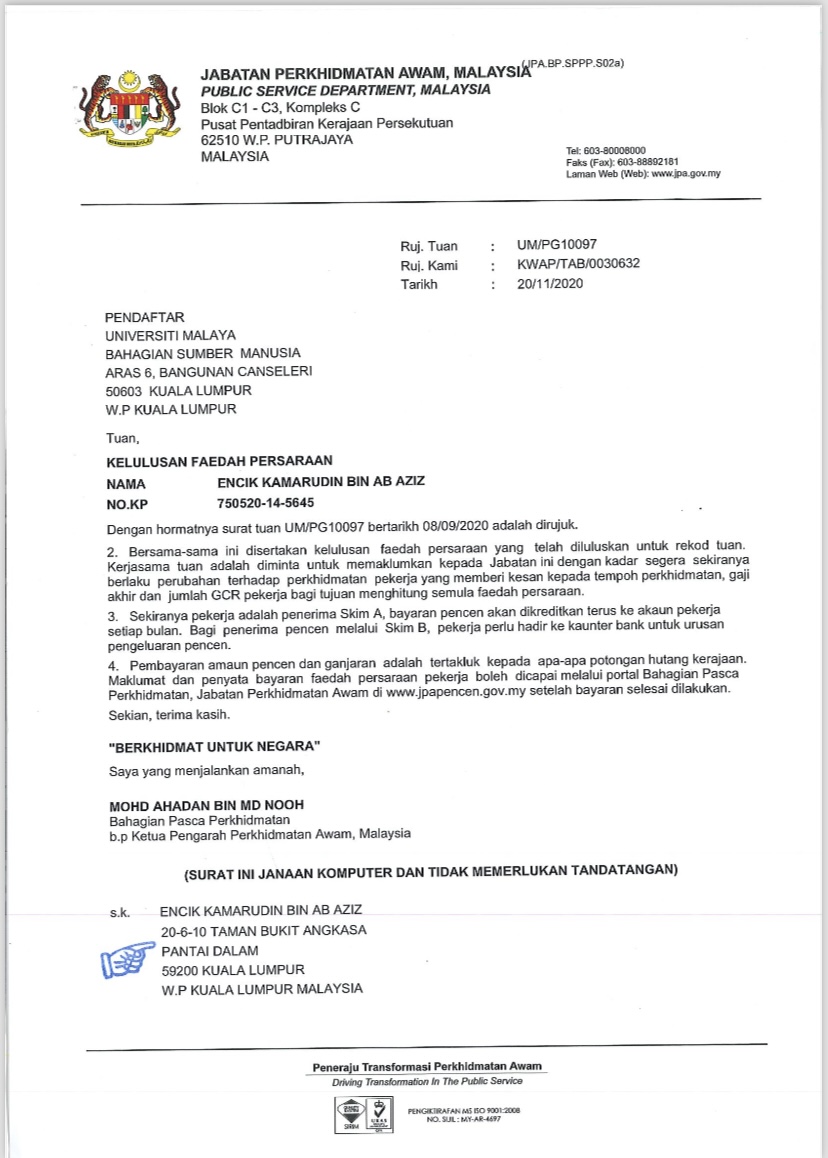 (JPA.BP.SPPP.S02a)
JABATAN PERKHIDMATAN AWAM, MALAYSIA
PUBLIC SERVICE DEPARTMENT, MALAYSIA
Blok C1 - C3, Kompleks C
Pusat Pentadbiran Kerajaan Persekutuan
62510 W.P. PUTRAJAYA
MALAYSIA
Tel: 603-80008000
Faks (Fax): 603-88892181
Laman Web (Web): www.jpa.gov.my
Ruj. Tuan : UM/PG10097
Ruj. Kami : KWAP/TAB/0030632
Tarikh : 20/11/2020
PENDAFTAR
UNIVERSITI MALAYA
BAHAGIAN SUMBER MANUSIA
ARAS 6, BANGUNAN CANSELERI
50603 KUALA LUMPUR
W.P KUALA LUMPUR
Tuan,
KELULUSAN FAEDAH PERSARAAN
NAMA ENCIK KAMARUDIN BIN AB AZIZ
NO.KP 750520-14-5645
Dengan hormatnya surat tuan UM/PG10097 bertarikh 08/09/2020 adalah dirujuk.
2. Bersama-sama ini disertakan kelulusan faedah persaraan yang telah diluluskan untuk rekod tuan.
Kerjasama tuan adalah diminta untuk memaklumkan kepada Jabatan ini dengan kadar segera sekiranya
berlaku perubahan terhadap perkhidmatan pekerja yang memberi kesan kepada tempoh perkhidmatan, gaji
akhir dan jumlah GCR pekerja bagi tujuan menghitung semula faedah persaraan.
3. Sekiranya pekerja adalah penerima Skim A, bayaran pencen akan dikreditkan terus ke akaun pekerja
setiap bulan. Bagi penerima pencen melalui Skim B, pekerja perlu hadir ke kaunter bank untuk urusan
pengeluaran pencen.
4. Pembayaran amaun pencen dan ganjaran adalah tertakluk kepada apa-apa potongan hutang kerajaan.
Maklumat dan penyata bayaran faedah persaraan pekerja boleh dicapai melalui portal Bahagian Pasca
Perkhidmatan, Jabatan Perkhidmatan Awam di www.jpapencen.gov.my setelah bayaran selesai dilakukan.
Sekian, terima kasih.
"BERKHIDMAT UNTUK NEGARA"
Saya yang menjalankan amanah,
MOHD AHADAN BIN MD NOOH
Bahagian Pasca Perkhidmatan
b.p Ketua Pengarah Perkhidmatan Awam, Malaysia
(SURAT INI JANAAN KOMPUTER DAN TIDAK MEMERLUKAN TANDATANGAN)
s.k. ENCIK KAMARUDIN BIN AB AZIZ
20-6-10 TAMAN BUKIT ANGKASA
PANTAI DALAM
59200 KUALA LUMPUR
W.P KUALA LUMPUR MALAYSIA
Peneraju Transformasi Perkhidmatan Awam
Driving Transformation In The Public Service
SIRIM
UKAS
PENGIKTIRAFAN MS ISO 9001:2008
NO. SIJIL : MY-AR-4697